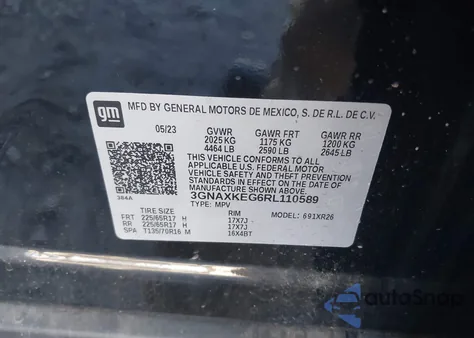 gm
MFD BY GENERAL MOTORS DE MEXICO, S. DE R.L. DE C.V.
05/23 GVWR GAWR FRT GAWR RR
2025 KG 1175 KG 1200 KG
4464 LB 2590 LB 2645 LB
THIS VEHICLE CONFORMS TO ALL
APPLICABLE U.S. FEDERAL MOTOR
VEHICLE SAFETY AND THEFT
PREVENTION STANDARDS IN
EFFECT ON THE DATE OF
MANUFACTURE SHOWN ABOVE.
3GNAXKEG6RL110589
384A TYPE: MPV
TIRE SIZE RIM MODEL: 691XR26
FRT 225/65R17 H 17X7J
RR 225/65R17 H 17X7J
SPA T135/70R16 M 16X4BT
autoSnap